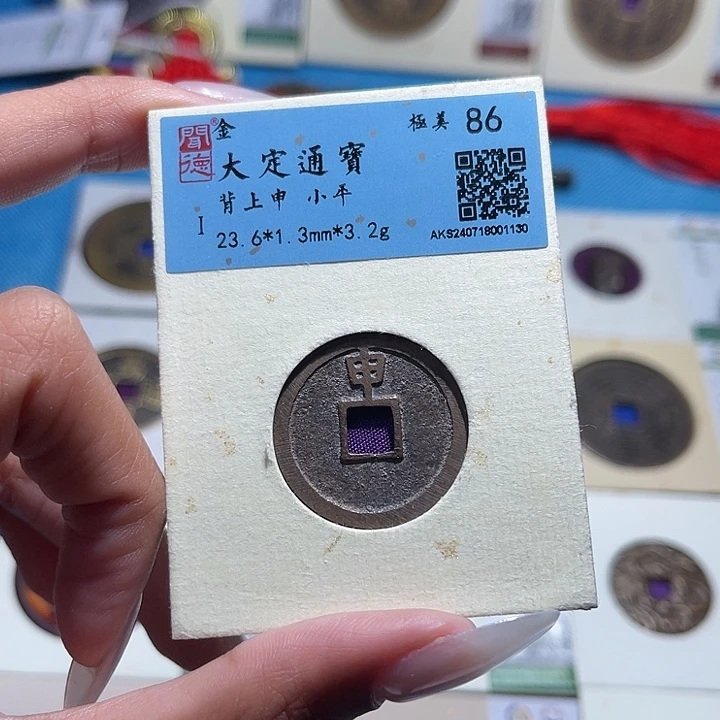 聞德® 金
極美 86
大定通寶
背上申 小平
I 23.6*1.3mm*3.2g
AKS240718001130
申